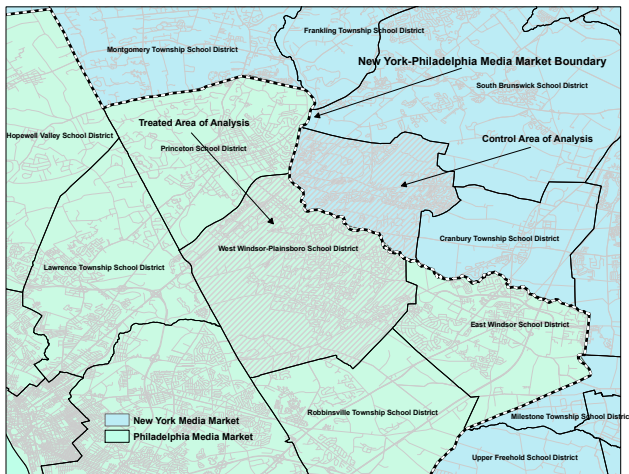 Montgomery Township School District
Frankling Township School District
New York-Philadelphia Media Market Boundary
South Brunswick School District
Treated Area of Analysis
Hopewell Valley School District
Control Area of Analysis
Princeton School District
West Windsor-Plainsboro School District
Cranbury Township School District
Lawrence Township School District
East Windsor School District
Robbinsville Township School District
Milestone Township School District
New York Media Market
Philadelphia Media Market
Upper Freehold School District